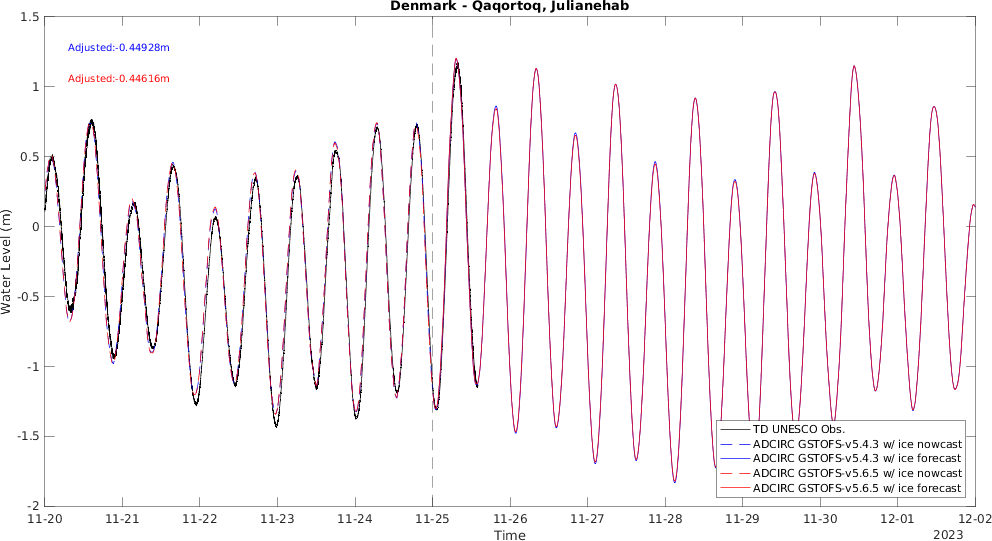 Denmark - Qaqortoq, Julianehab
Adjusted:-0.44928m
Adjusted:-0.44616m
Water Level (m)
1.5
1
0.5
0
-0.5
-1
-1.5
-2
TD UNESCO Obs.
ADCIRC GSTOFS-v5.4.3 w/ ice nowcast
ADCIRC GSTOFS-v5.4.3 w/ ice forecast
ADCIRC GSTOFS-v5.6.5 w/ ice nowcast
ADCIRC GSTOFS-v5.6.5 w/ ice forecast
11-20 11-21 11-22 11-23 11-24 11-25 11-26 11-27 11-28 11-29 11-30 12-01 12-02
Time
2023